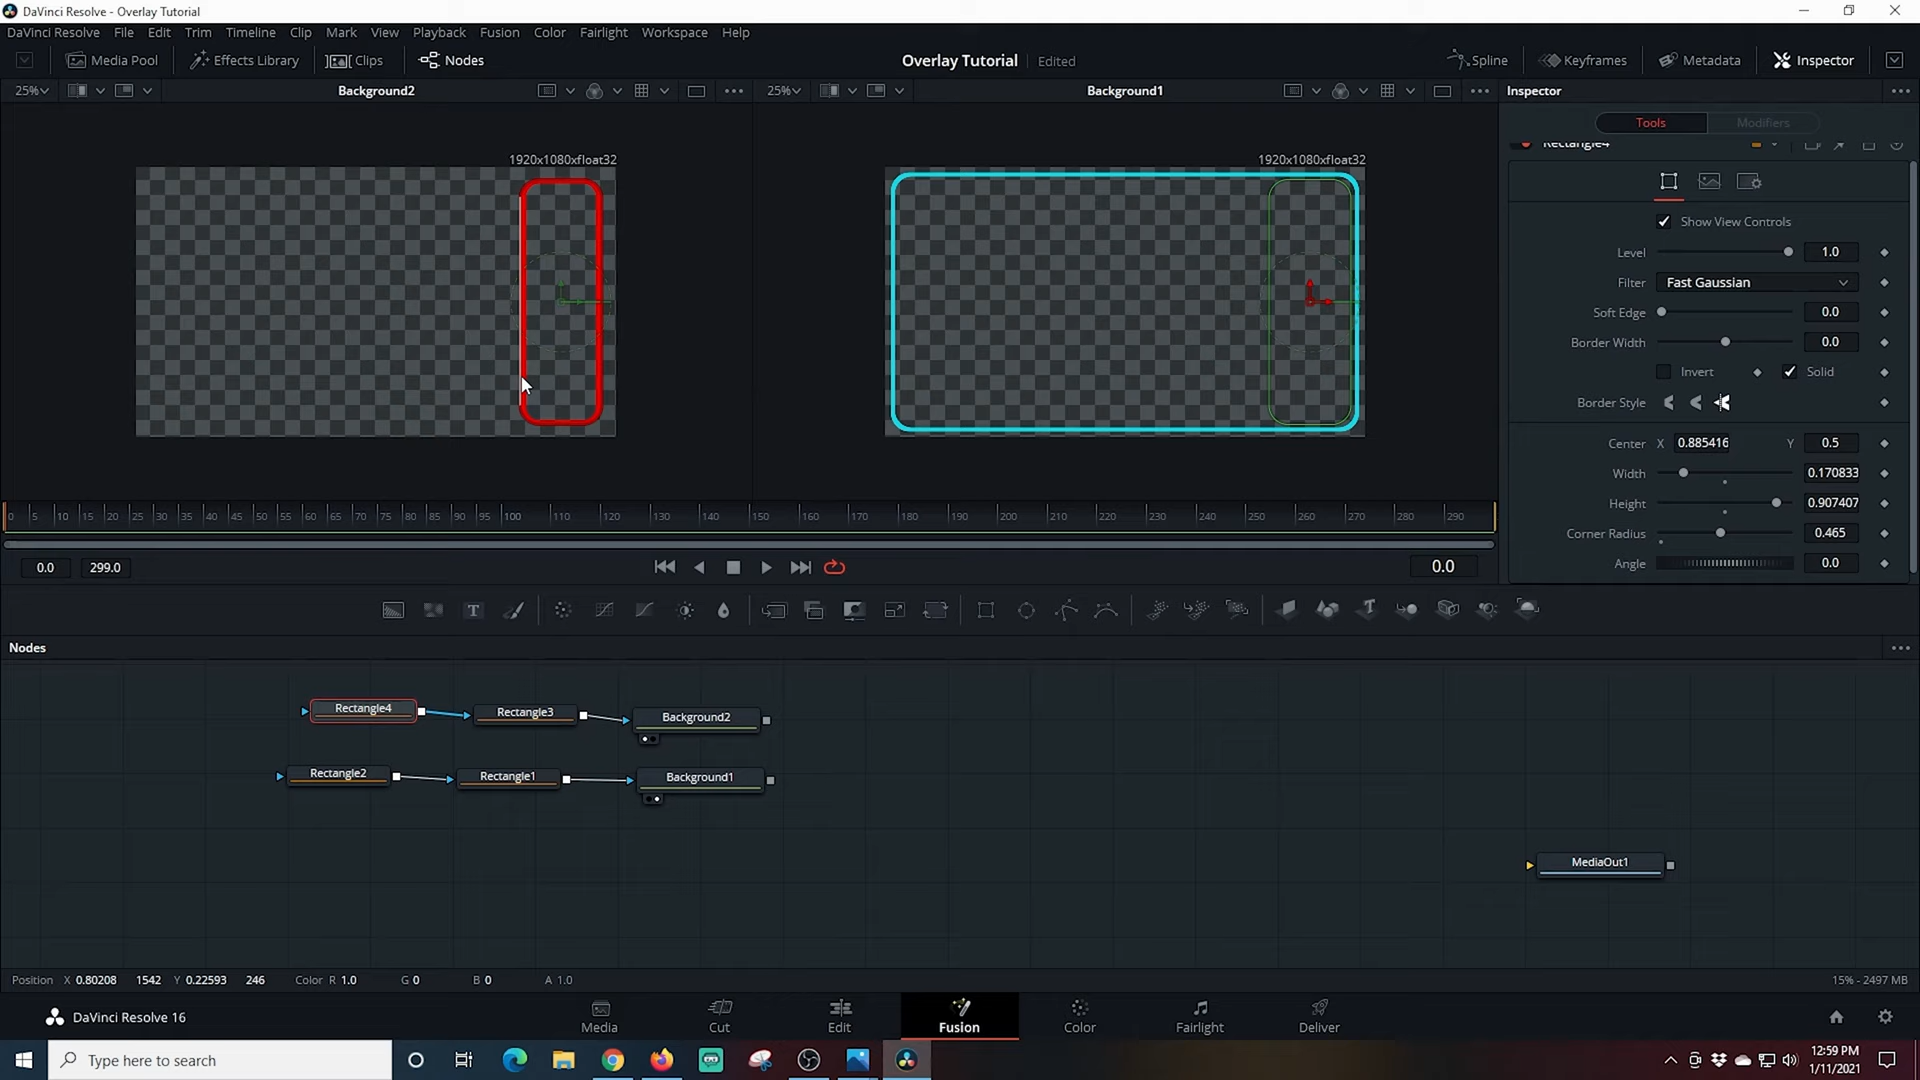 DaVinci Resolve - Overlay Tutorial
DaVinci Resolve File Edit Trim Timeline Clip Mark View Playback Fusion Color Fairlight Workspace Help
Media Pool Effects Library Clips Nodes Overlay Tutorial Edited Spline Keyframes Metadata Inspector
25% Background2 25% Background1 Inspector
Tools Modifiers
Rectangle4
1920x1080xfloat32 1920x1080xfloat32
Show View Controls
Level 1.0
Filter Fast Gaussian
Soft Edge 0.0
Border Width 0.0
Invert Solid
Border Style
Center X 0.885416 Y 0.5
Width 0.170833
Height 0.907407
Corner Radius 0.465
Angle 0.0
0 5 10 15 20 25 30 35 40 45 50 55 60 65 70 75 80 85 90 95 100 110 120 130 140 150 160 170 180 190 200 210 220 230 240 250 260 270 280 290
0.0 299.0 0.0
T T
Nodes
Rectangle4 Rectangle3 Background2
Rectangle2 Rectangle1 Background1
MediaOut1
Position X 0.80208 1542 Y 0.22593 246 Color R 1.0 G 0 B 0 A 1.0 15% - 2497 MB
DaVinci Resolve 16 Media Cut Edit Fusion Color Fairlight Deliver
Type here to search
12:59 PM
1/11/2021